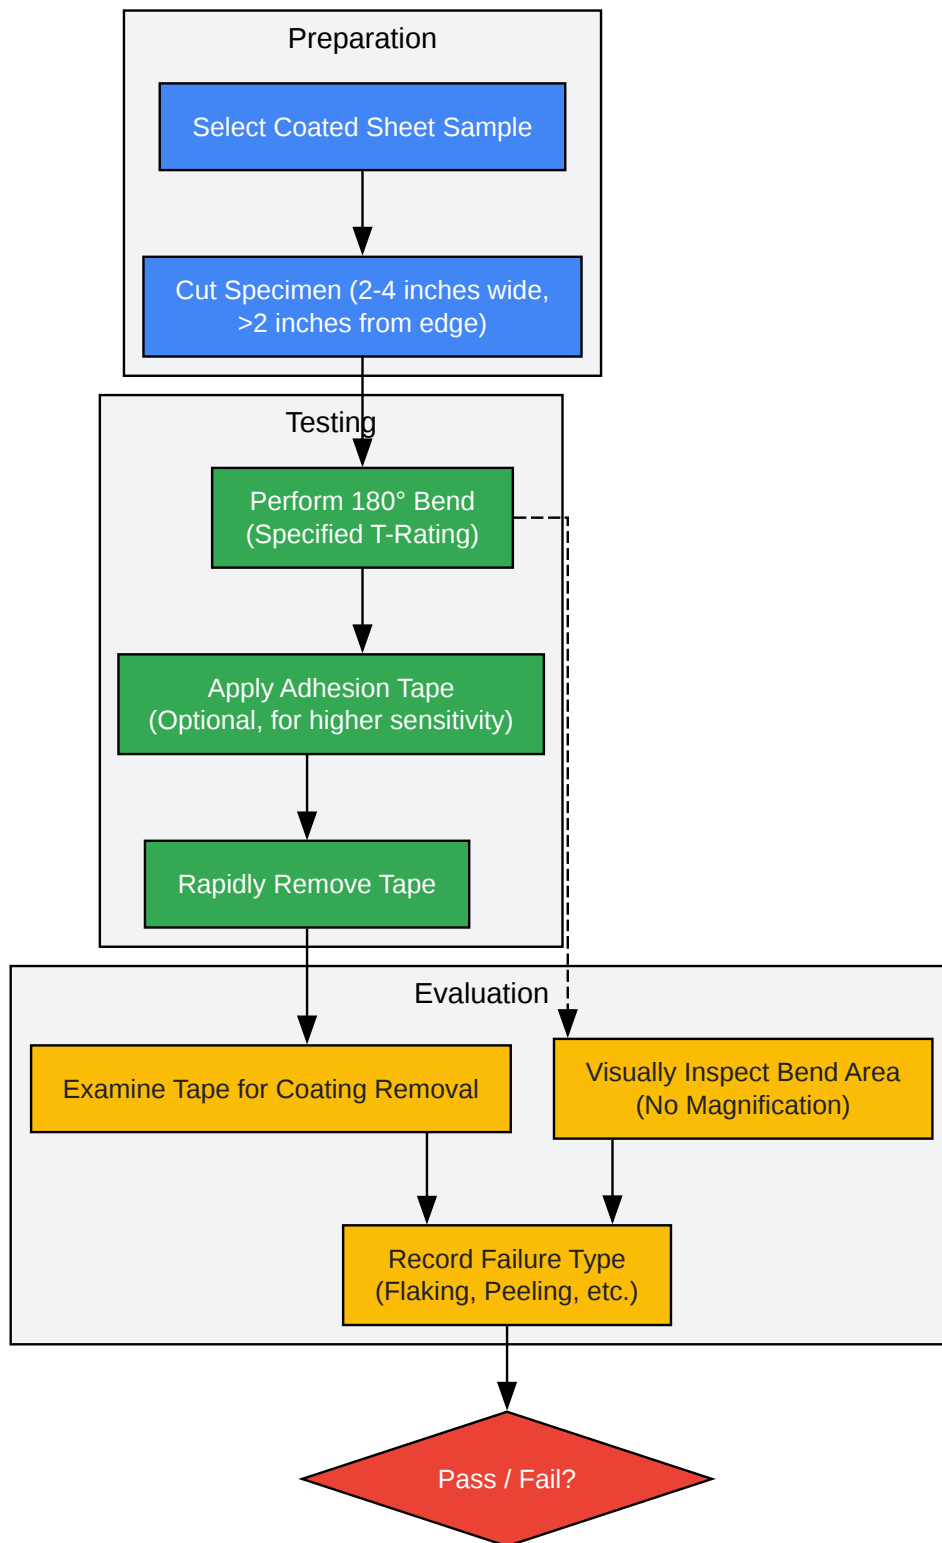 Preparation
Select Coated Sheet Sample
Cut Specimen (2-4 inches wide,
>2 inches from edge)
Testing
Perform 180° Bend
(Specified T-Rating)
Apply Adhesion Tape
(Optional, for higher sensitivity)
Rapidly Remove Tape
Evaluation
Examine Tape for Coating Removal
Visually Inspect Bend Area
(No Magnification)
Record Failure Type
(Flaking, Peeling, etc.)
Pass / Fail?